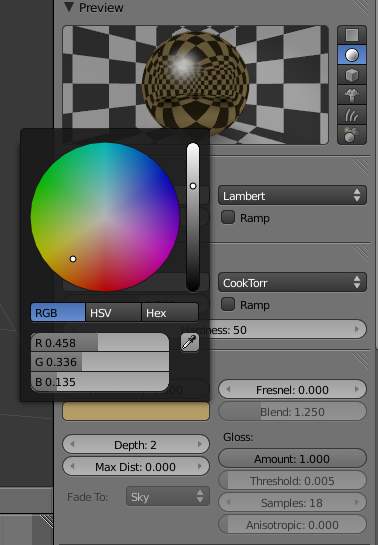 Preview
Lambert
Ramp
CookTorr
RGB HSV Hex
Ramp
ness: 50
R 0.458
G 0.336
B 0.135
Fresnel: 0.000
Blend: 1.250
Depth: 2
Gloss:
Max Dist: 0.000
Amount: 1.000
Threshold: 0.005
Fade To: Sky
Samples: 18
Anisotropic: 0.000